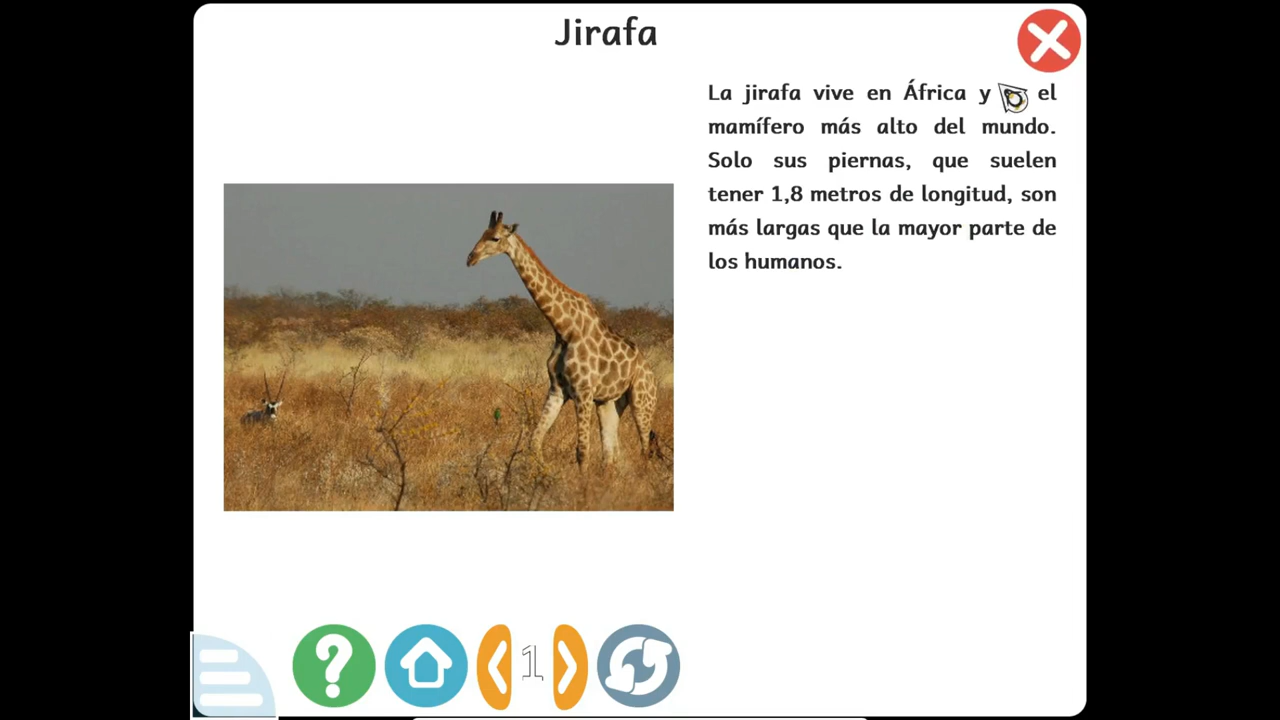 Jirafa
La jirafa vive en África y el
mamífero más alto del mundo.
Solo sus piernas, que suelen
tener 1,8 metros de longitud, son
más largas que la mayor parte de
los humanos.
?
1